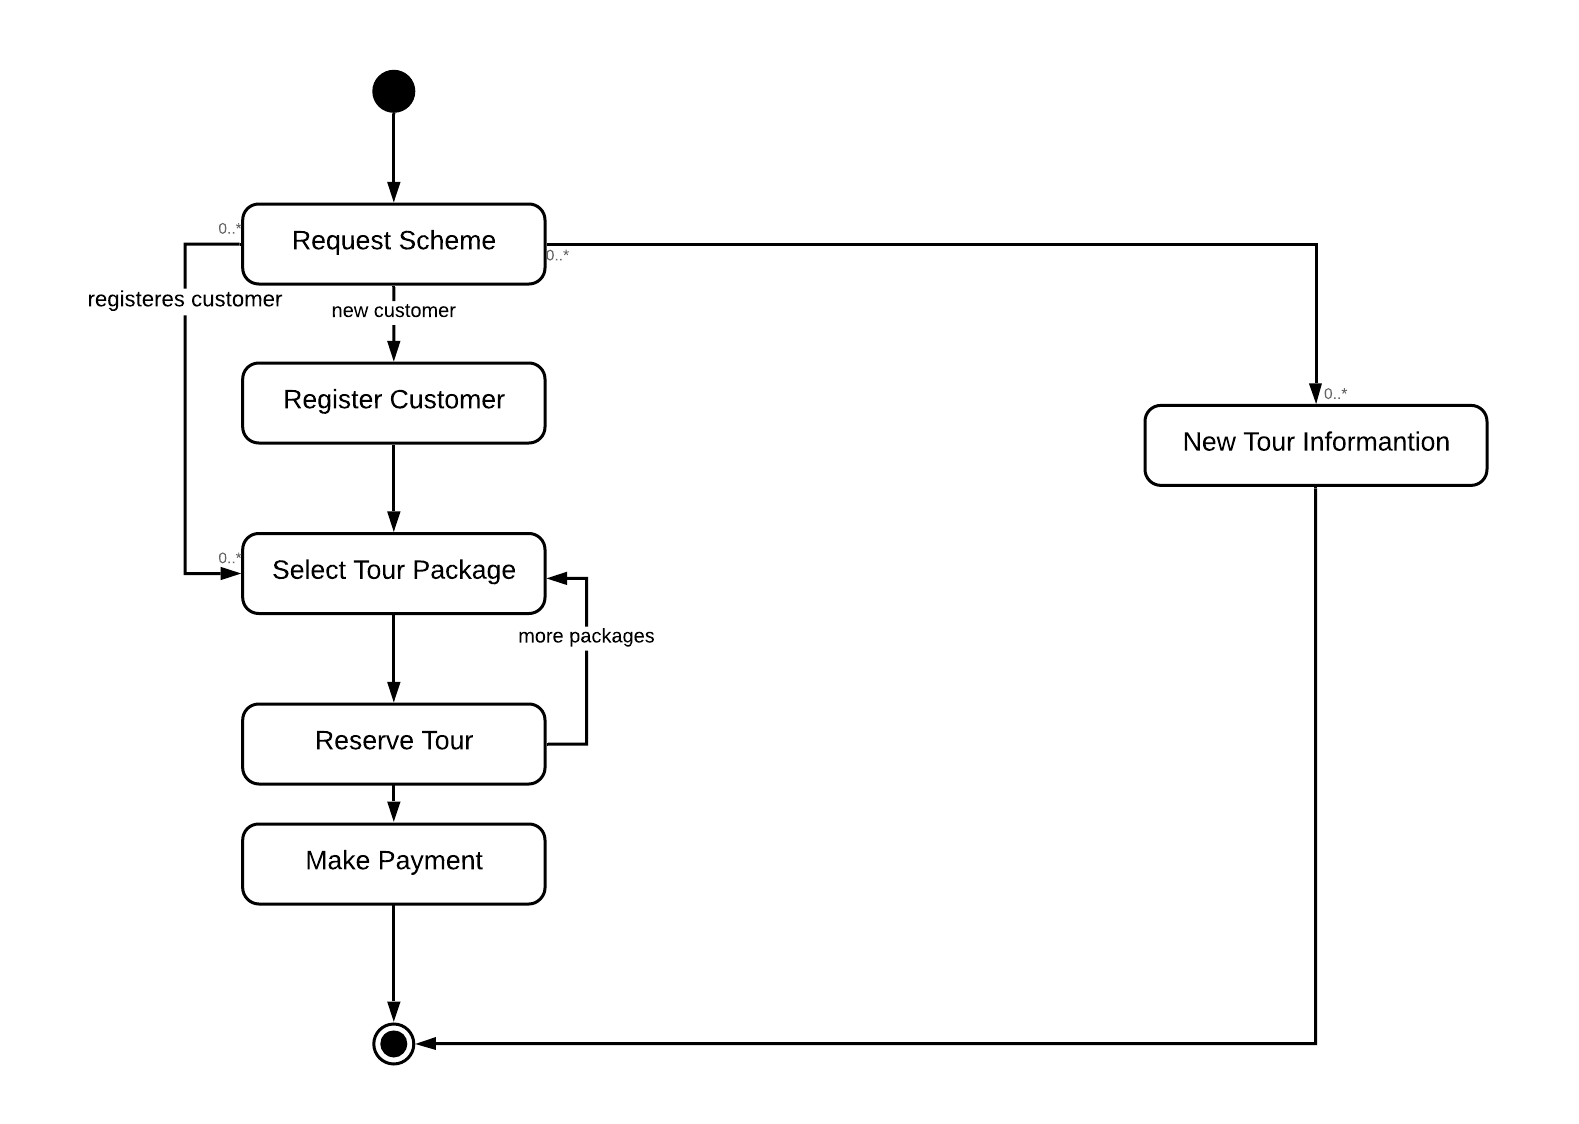 0..*
Request Scheme
0..*
registeres customer
new customer
Register Customer
0..*
New Tour Informantion
0..*
Select Tour Package
more packages
Reserve Tour
Make Payment